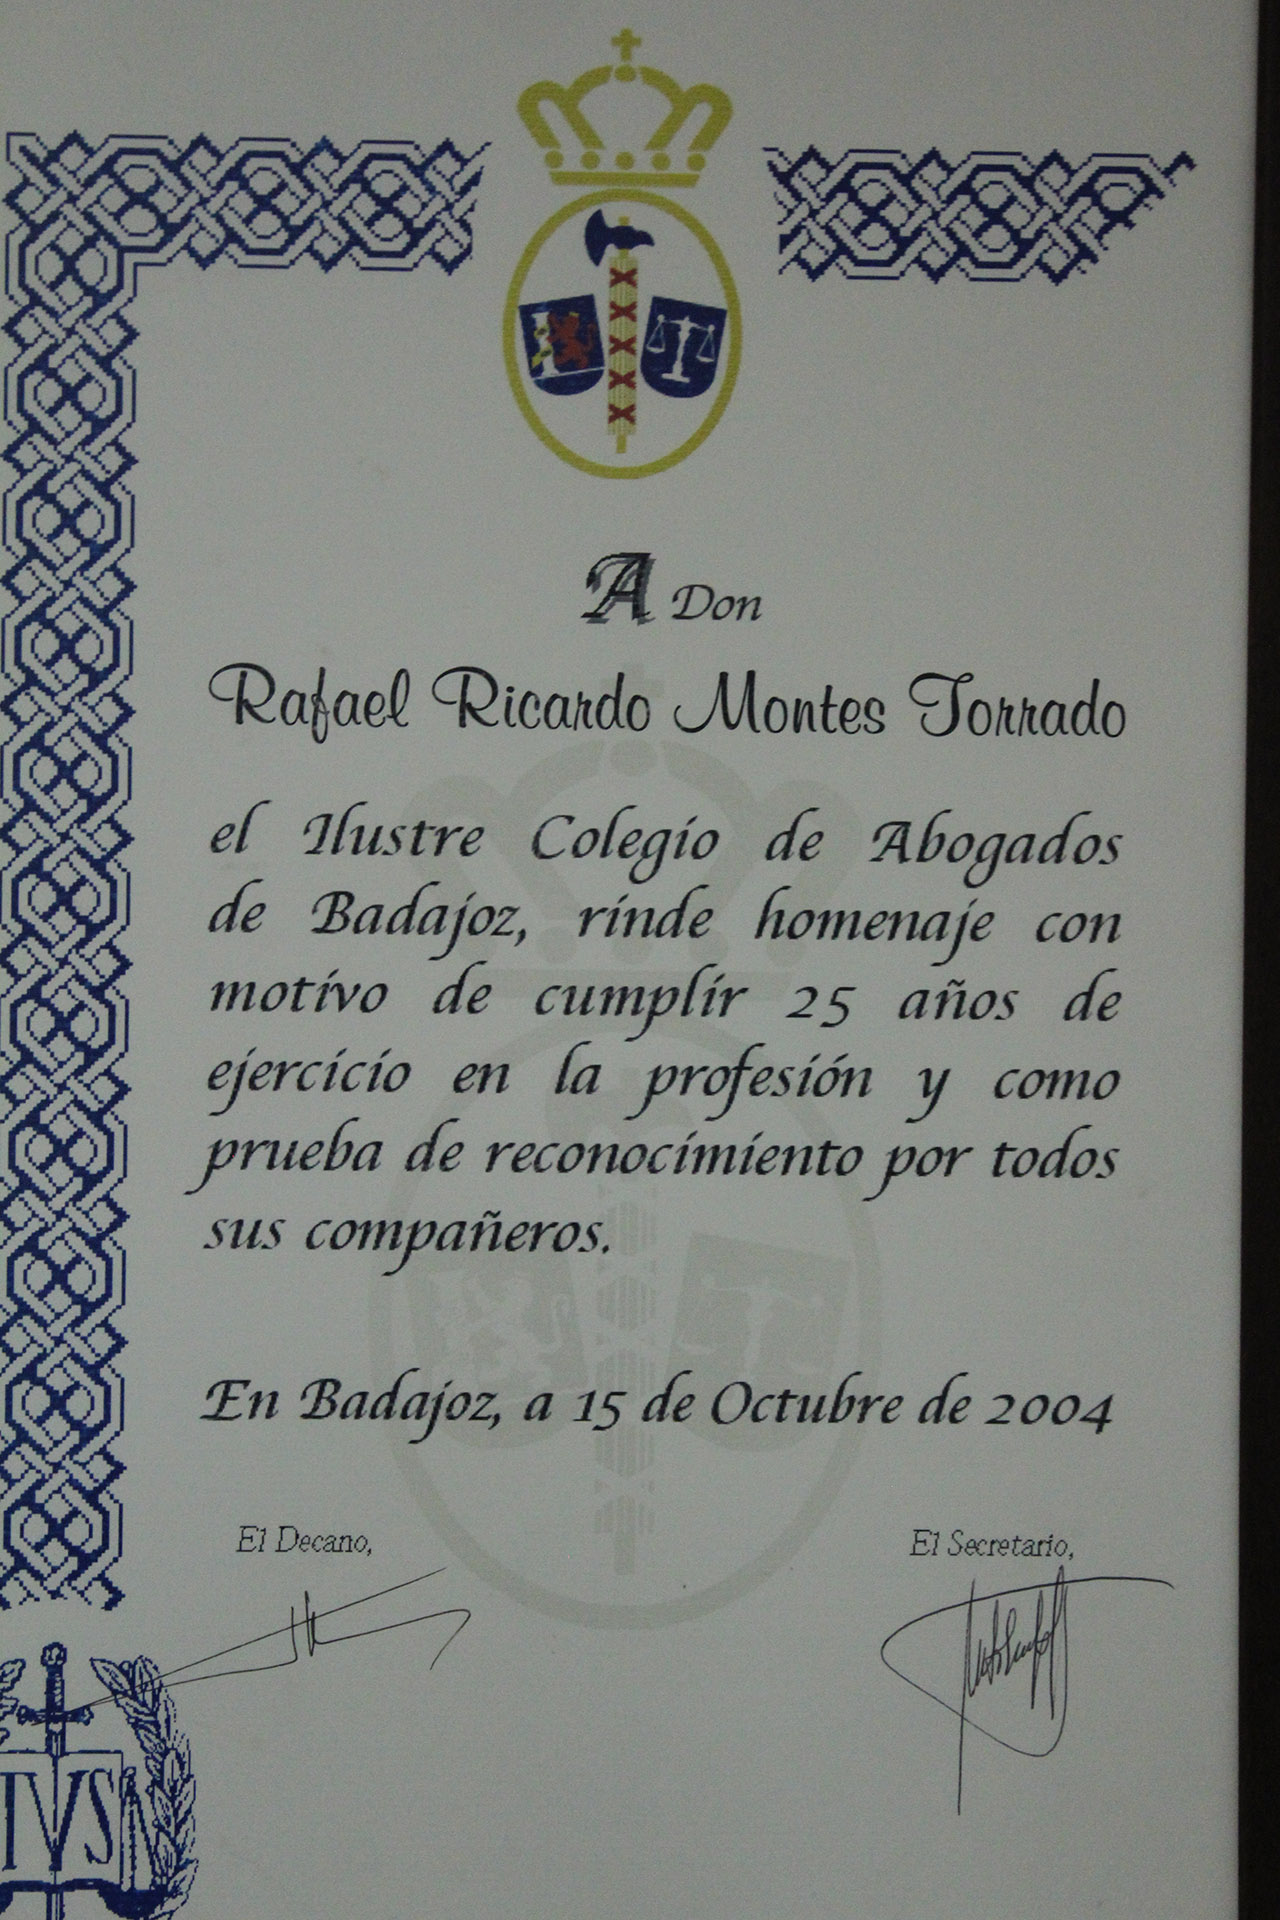 A Don
Rafael Ricardo Montes Torrado
el Ilustre Colegio de Abogados
de Badajoz, rinde homenaje con
motivo de cumplir 25 años de
ejercicio en la profesión y como
prueba de reconocimiento por todos
sus compañeros.
En Badajoz, a 15 de Octubre de 2004
El Decano,
El Secretario,
IVS